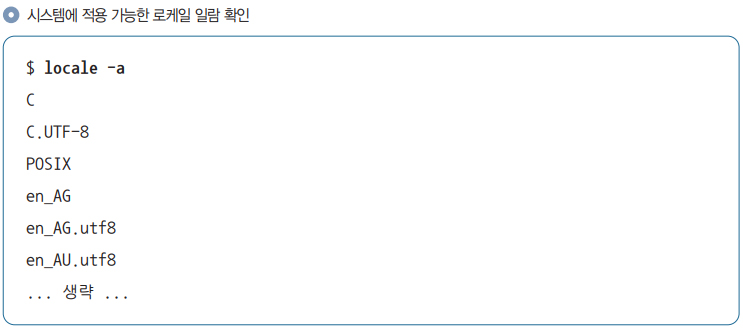 시스템에 적용 가능한 로케일 일람 확인
$ locale -a
C
C.UTF-8
POSIX
en_AG
en_AG.utf8
en_AU.utf8
... 생략 ...